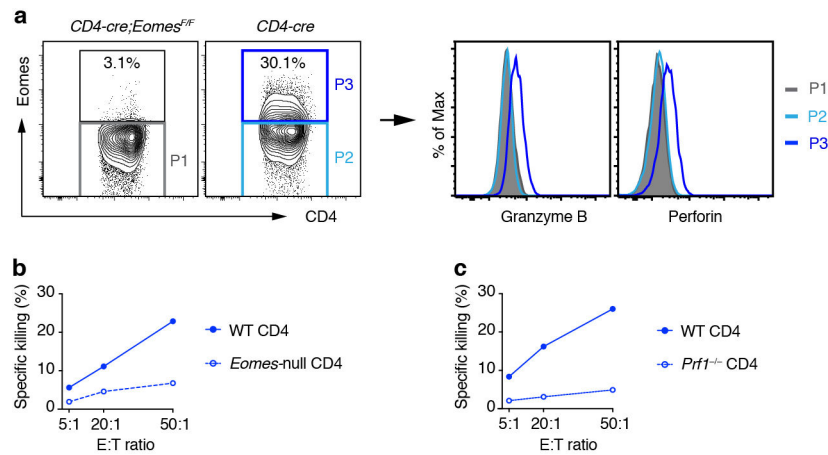 a
CD4-cre;Eomes^F/F
CD4-cre
3.1%
30.1%
P3
P1
P2
Eomes
CD4
% of Max
Granzyme B
Perforin
P1
P2
P3
b
Specific killing (%)
30
20
10
0
5:1 20:1 50:1
E:T ratio
WT CD4
Eomes-null CD4
c
Specific killing (%)
30
20
10
0
5:1 20:1 50:1
E:T ratio
WT CD4
Prf1–/– CD4